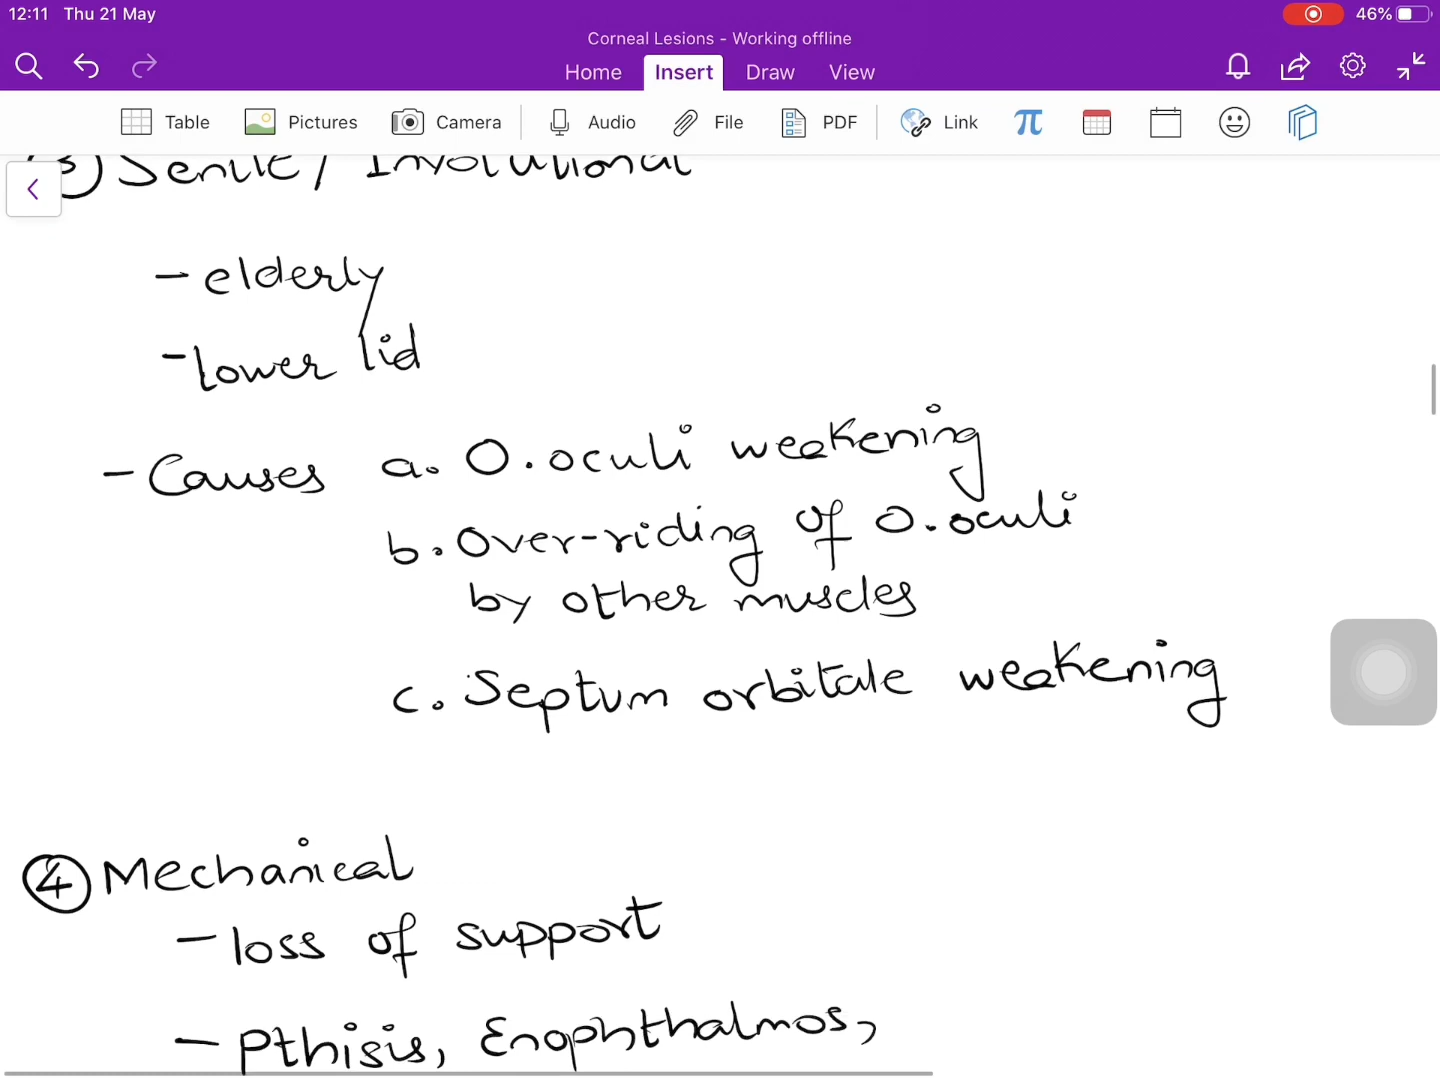 12:11 Thu 21 May 46%
Corneal Lesions - Working offline
Home Insert Draw View
Table Pictures Camera Audio File PDF Link π
3) Senile / Involutional
- elderly
- lower lid
- Causes a. O. oculi weakening
b. Over-riding of O. oculi
by other muscles
c. Septum orbitale weakening
4 Mechanical
- loss of support
- Pthisis, Enophthalmos,